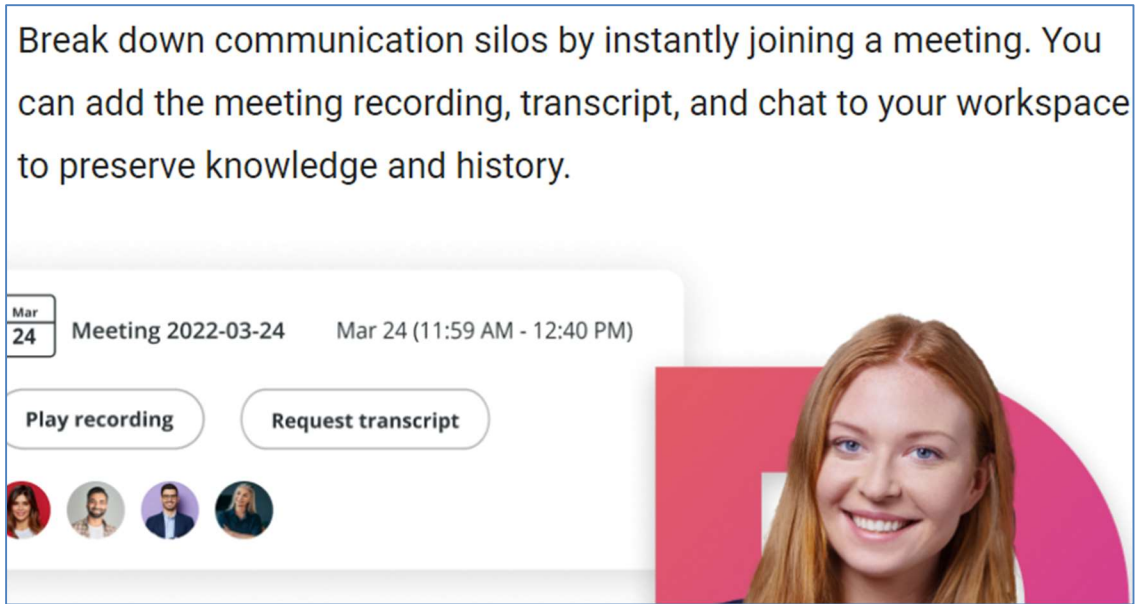 Break down communication silos by instantly joining a meeting. You
can add the meeting recording, transcript, and chat to your workspace
to preserve knowledge and history.
Mar
24
Meeting 2022-03-24
Mar 24 (11:59 AM - 12:40 PM)
Play recording
Request transcript